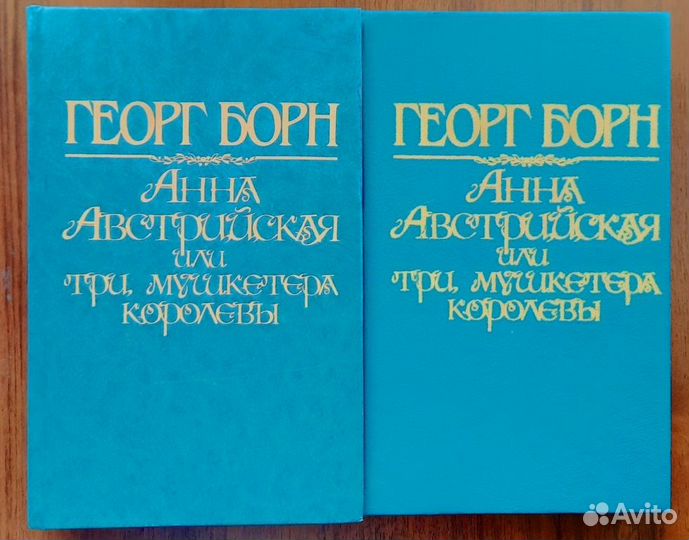 ГЕОРГ БОРН
АННА
АВСТРИЙСКАЯ
ИЛИ
ТРИ, МУШКЕТЕРА
КОРОЛЕВЫ
ГЕОРГ БОРН
АННА
АВСТРИЙСКАЯ
ИЛИ
ТРИ, МУШКЕТЕРА
КОРОЛЕВЫ
Avito